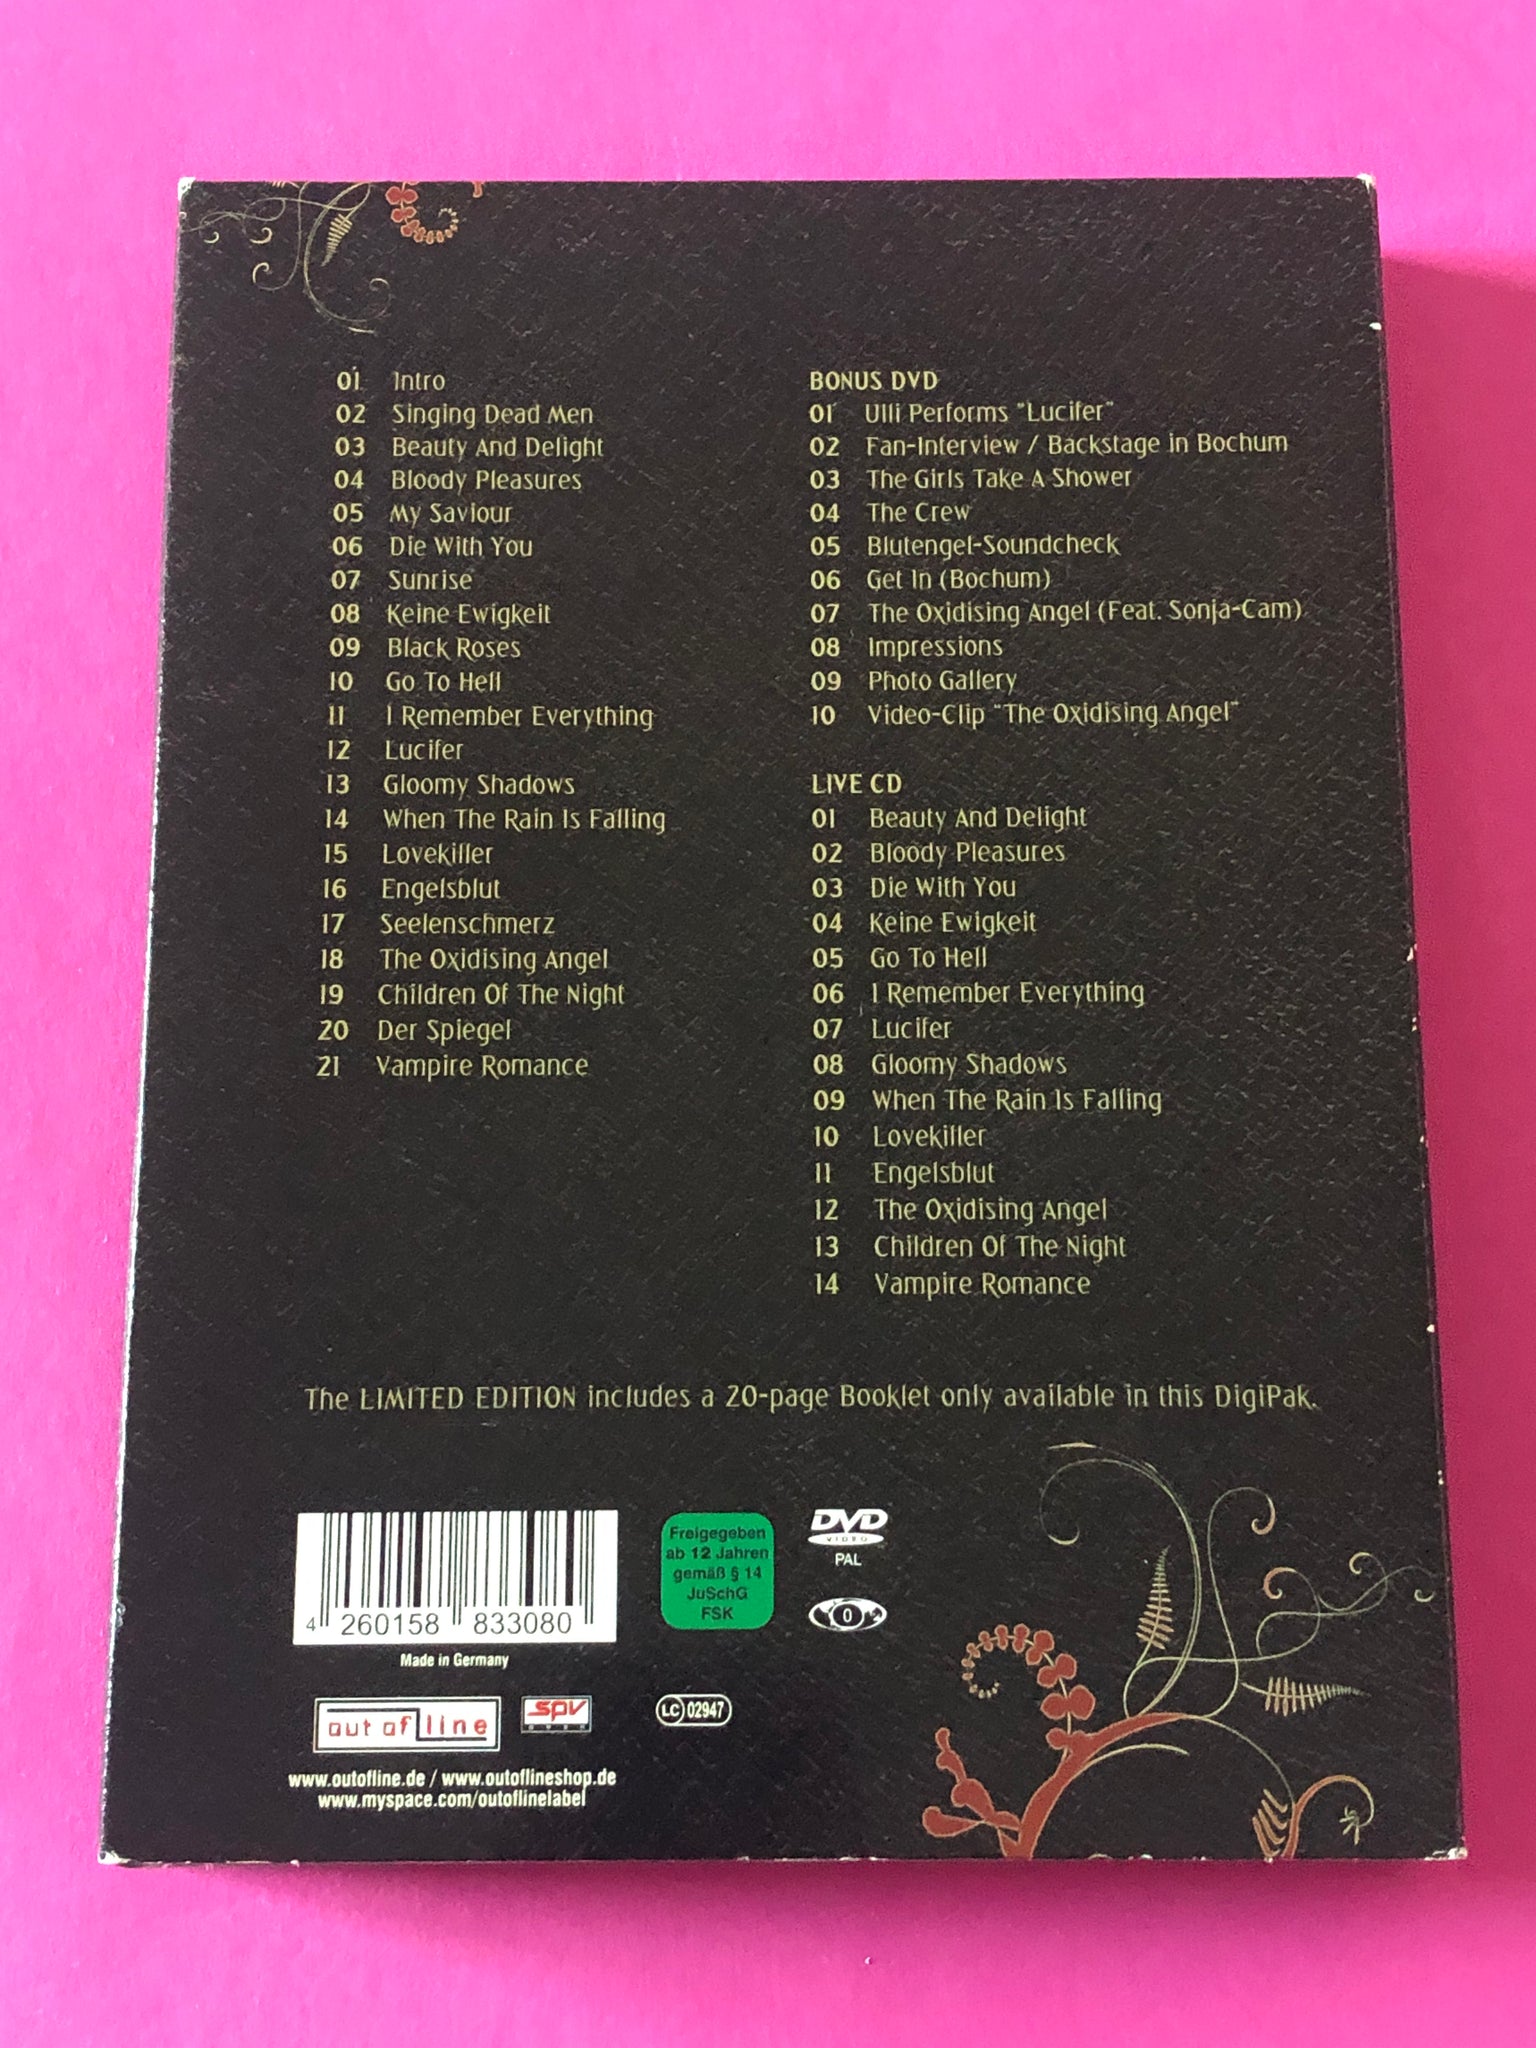 01 Intro
02 Singing Dead Men
03 Beauty And Delight
04 Bloody Pleasures
05 My Saviour
06 Die With You
07 Sunrise
08 Keine Ewigkeit
09 Black Roses
10 Go To Hell
11 I Remember Everything
12 Lucifer
13 Gloomy Shadows
14 When The Rain Is Falling
15 Lovekiller
16 Engelsblut
17 Seelenschmerz
18 The Oxidising Angel
19 Children Of The Night
20 Der Spiegel
21 Vampire Romance
BONUS DVD
01 Ulli Performs "Lucifer"
02 Fan-Interview / Backstage in Bochum
03 The Girls Take A Shower
04 The Crew
05 Blutengel-Soundcheck
06 Get In (Bochum)
07 The Oxidising Angel (Feat. Sonja-Cam)
08 Impressions
09 Photo Gallery
10 Video-Clip "The Oxidising Angel"
LIVE CD
01 Beauty And Delight
02 Bloody Pleasures
03 Die With You
04 Keine Ewigkeit
05 Go To Hell
06 I Remember Everything
07 Lucifer
08 Gloomy Shadows
09 When The Rain Is Falling
10 Lovekiller
11 Engelsblut
12 The Oxidising Angel
13 Children Of The Night
14 Vampire Romance
The LIMITED EDITION includes a 20-page Booklet only available in this DigiPak.
4 260158 833080
Made in Germany
Freigegeben
ab 12 Jahren
gemäß § 14
JuSchG
FSK
DVD
VIDEO
PAL
0
out of line
spv
LC 02947
www.outofline.de / www.outoflineshop.de
www.myspace.com/outoflinelabel